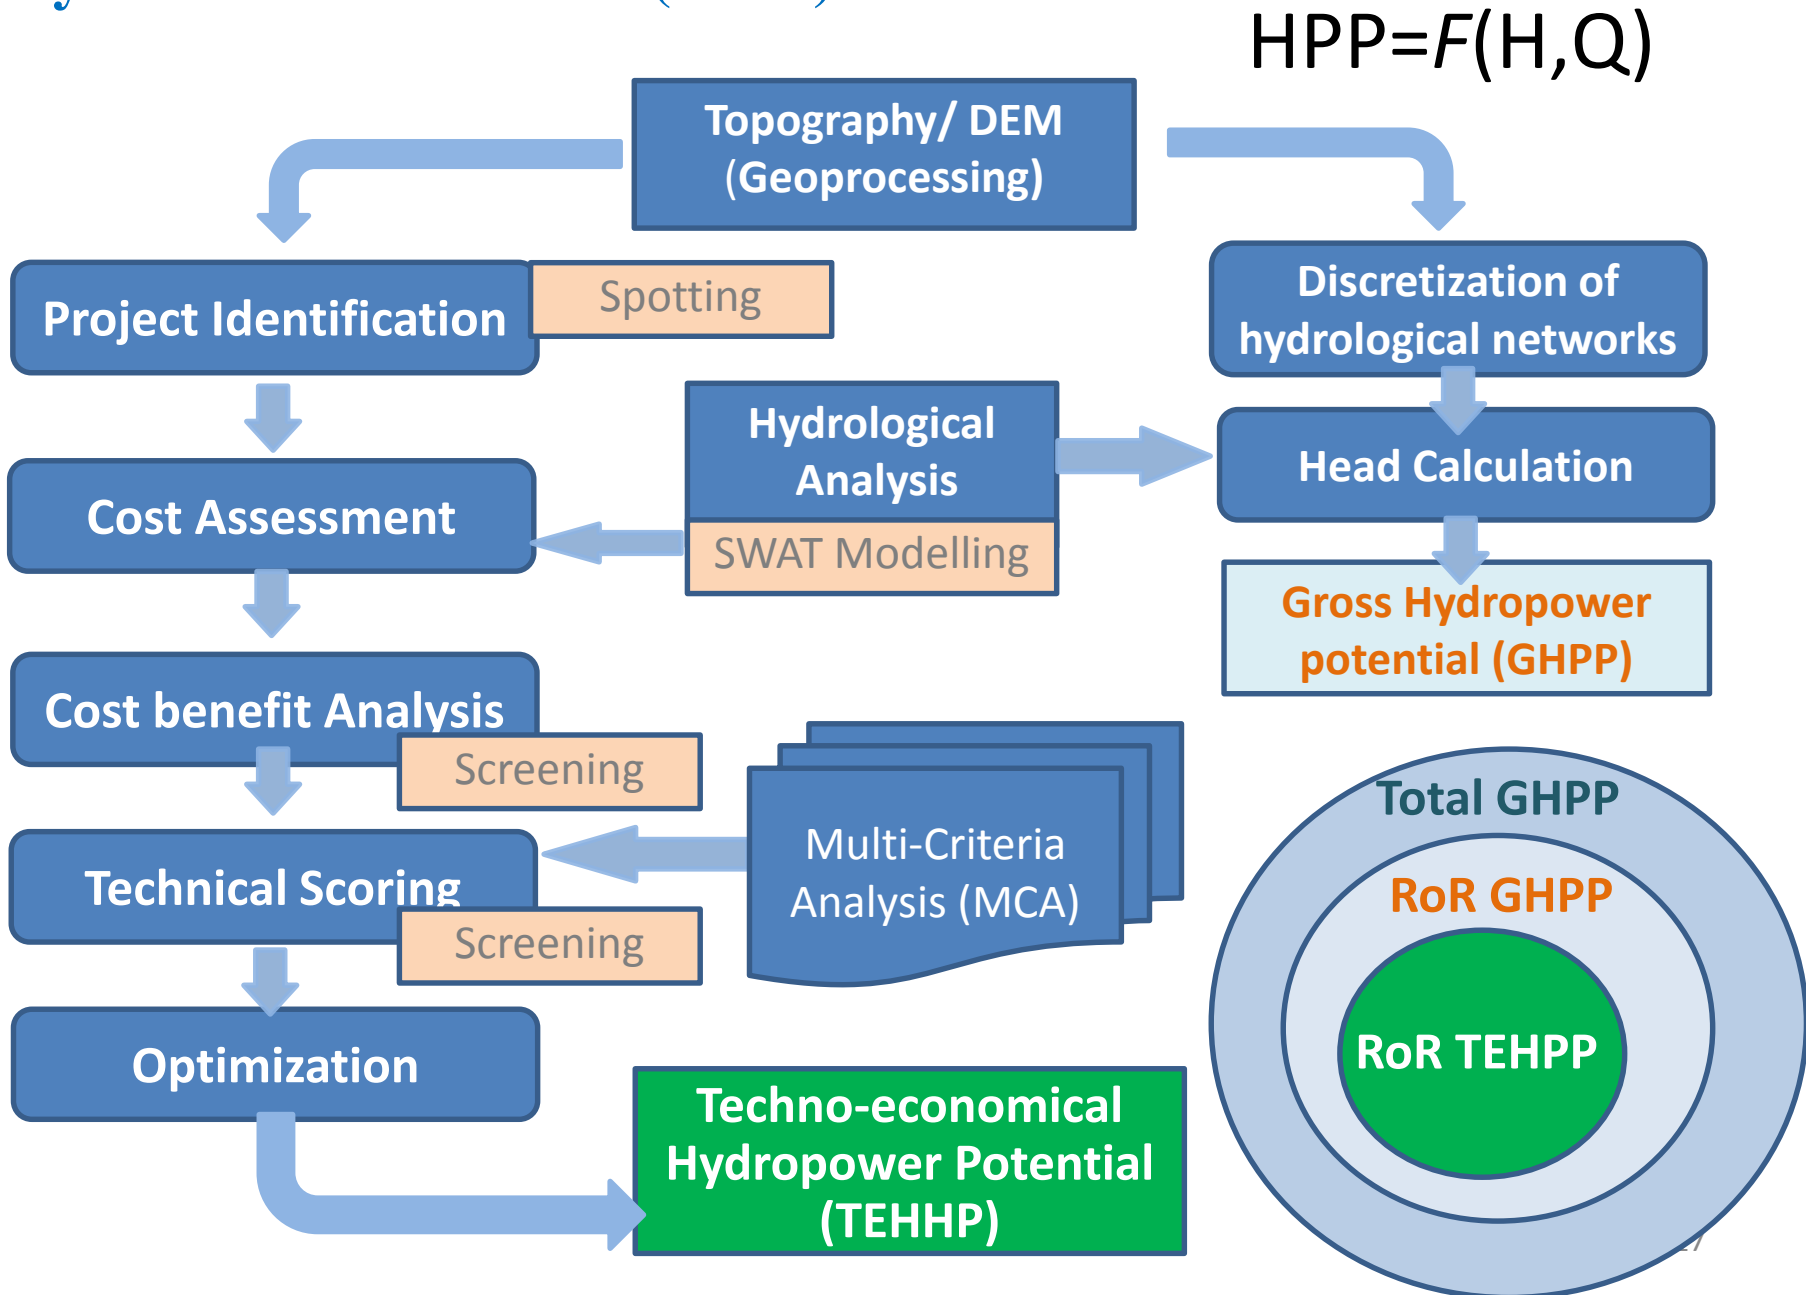 HPP=F(H,Q)
Topography/ DEM
(Geoprocessing)
Project Identification
Spotting
Discretization of
hydrological networks
Hydrological
Analysis
SWAT Modelling
Head Calculation
Cost Assessment
Gross Hydropower
potential (GHPP)
Cost benefit Analysis
Screening
Multi-Criteria
Analysis (MCA)
Technical Scoring
Screening
Optimization
Techno-economical
Hydropower Potential
(TEHHP)
Total GHPP
RoR GHPP
RoR TEHPP